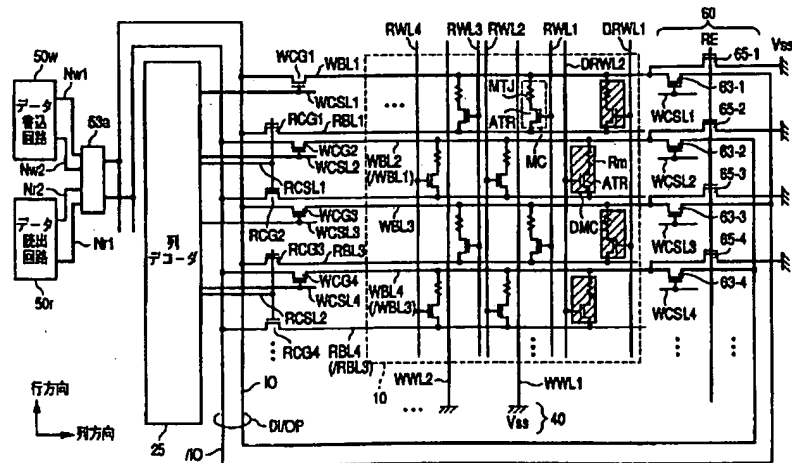 RWL4
RWL3
RWL2
RWL1
DRWL1
60
RE
Vss
50w
WCG1
WBL1
DRWL2
65-1
Nw1
データ
書込
回路
53a
WCSL1
MTJ
ATR
MC
63-1
WCSL1
65-2
RCG1
RBL1
Nw2
Nr2
RCG2
WCG2
WCSL2
WBL2
(/WBL1)
Rm
ATR
DMC
63-2
WCSL2
65-3
RCSL1
データ
読出
回路
Nr1
50r
列
デコーダ
WCG3
WCSL3
WBL3
63-3
WCSL3
65-4
RCG3
RBL3
WCG4
WCSL4
WBL4
(/WBL3)
63-4
WCSL4
RCSL2
RCG4
RBL4
(/RBL3)
WWL2
WWL1
10
IO
行方向
列方向
25
DI/OP
/IO
Vss
40